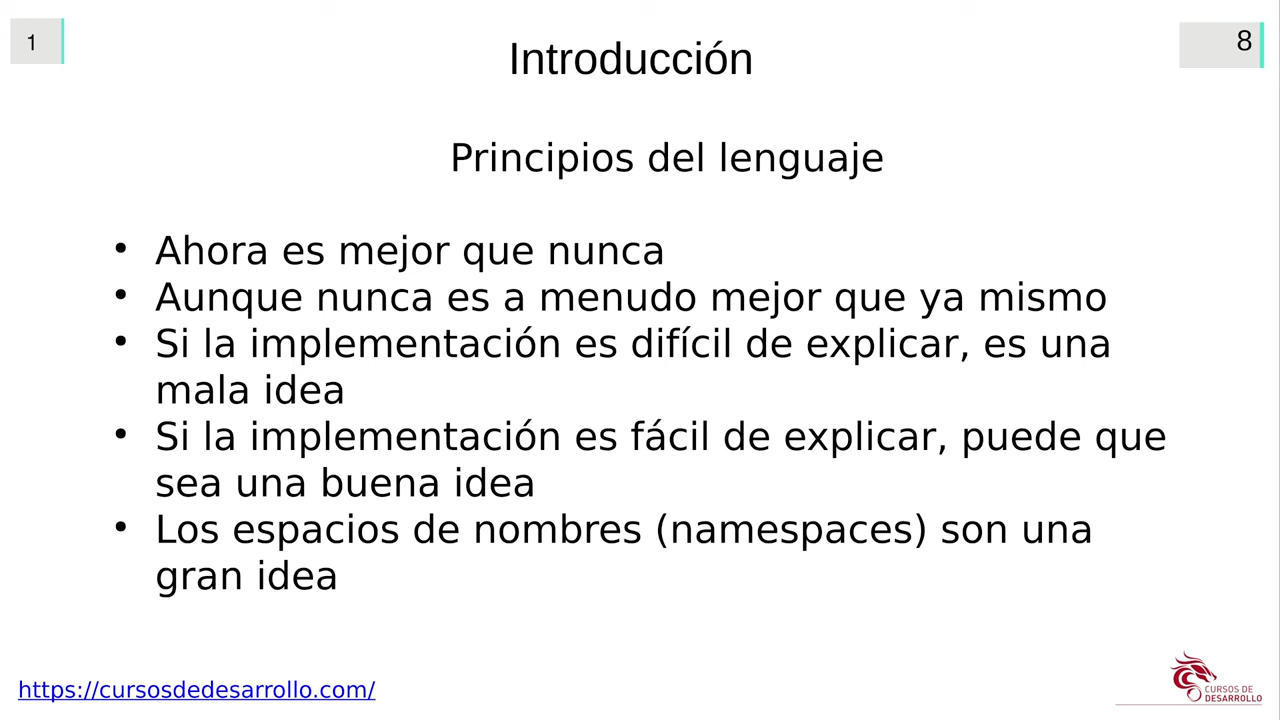 1
Introducción
8
Principios del lenguaje
• Ahora es mejor que nunca
• Aunque nunca es a menudo mejor que ya mismo
• Si la implementación es difícil de explicar, es una
mala idea
• Si la implementación es fácil de explicar, puede que
sea una buena idea
• Los espacios de nombres (namespaces) son una
gran idea
https://cursosdedesarrollo.com/
CURSOS DE
DESARROLLO